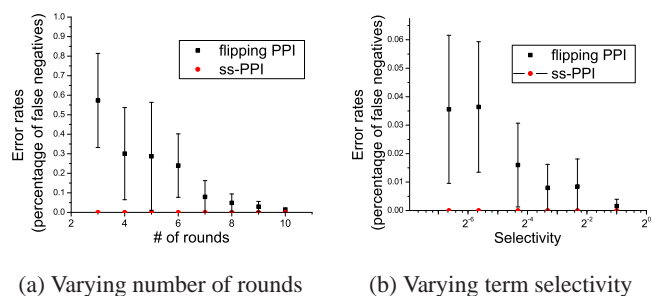 1.0
0.9
0.8
0.7
0.6
0.5
0.4
0.3
0.2
0.1
0.0
Error rates
(percentaqge of false negatives)
flipping PPI
ss-PPI
2 4 6 8 10
# of rounds
(a) Varying number of rounds
0.06
0.05
0.04
0.03
0.02
0.01
0.00
Error rates
(percentaqge of false negatives)
flipping PPI
ss-PPI
2^-6 2^-4 2^-2 2^0
Selectivity
(b) Varying term selectivity